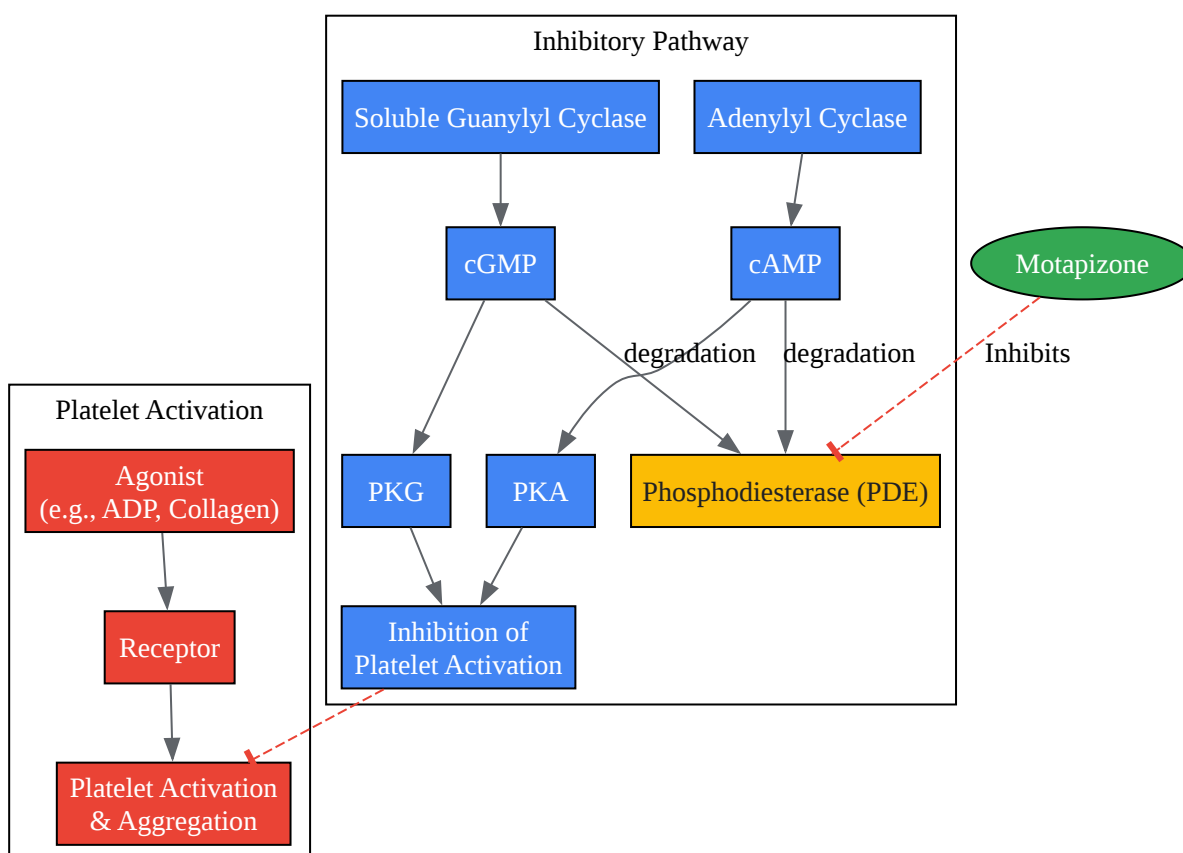 Inhibitory Pathway
Soluble Guanylyl Cyclase
Adenylyl Cyclase
cGMP
cAMP
Motapizone
degradation
degradation
Inhibits
Platelet Activation
Agonist
(e.g., ADP, Collagen)
PKG
PKA
Phosphodiesterase (PDE)
Receptor
Inhibition of
Platelet Activation
Platelet Activation
& Aggregation